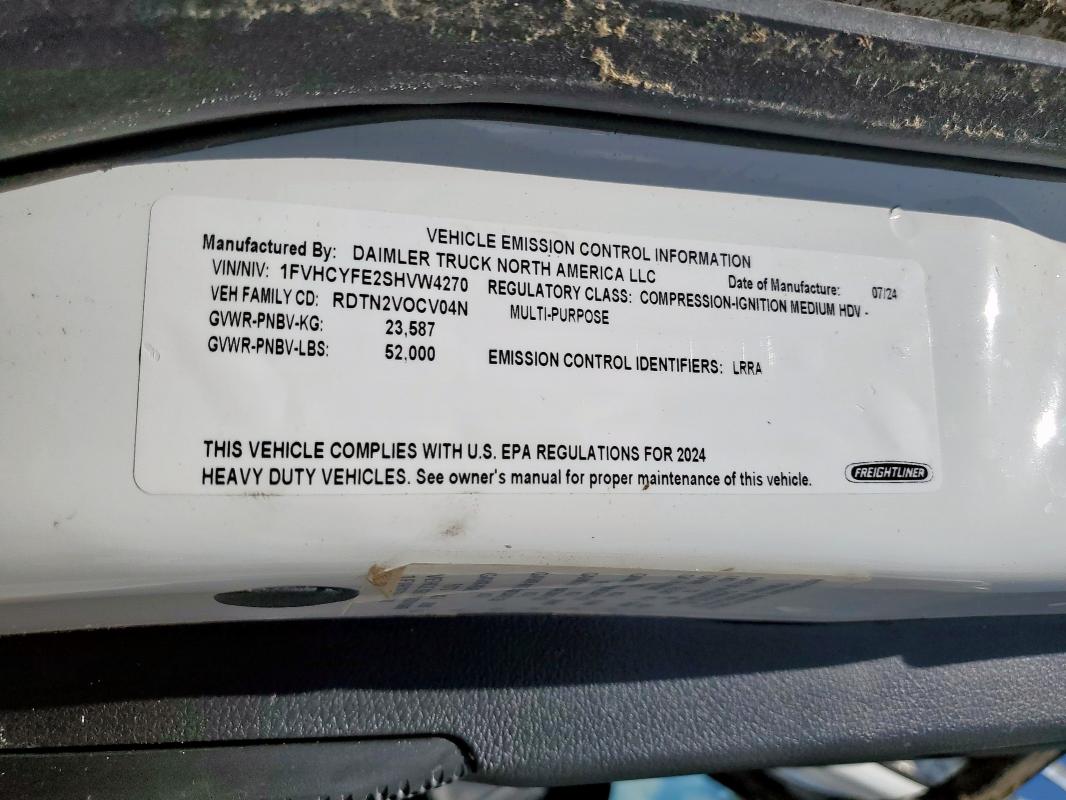 VEHICLE EMISSION CONTROL INFORMATION
Manufactured By: DAIMLER TRUCK NORTH AMERICA LLC
Date of Manufacture: 07/24
VIN/NIV: 1FVHCYFE2SHVW4270
REGULATORY CLASS: COMPRESSION-IGNITION MEDIUM HDV -
MULTI-PURPOSE
VEH FAMILY CD: RDTN2VOCV04N
GVWR-PNBV-KG: 23,587
GVWR-PNBV-LBS: 52,000
EMISSION CONTROL IDENTIFIERS: LRRA
THIS VEHICLE COMPLIES WITH U.S. EPA REGULATIONS FOR 2024
HEAVY DUTY VEHICLES. See owner's manual for proper maintenance of this vehicle.
FREIGHTLINER